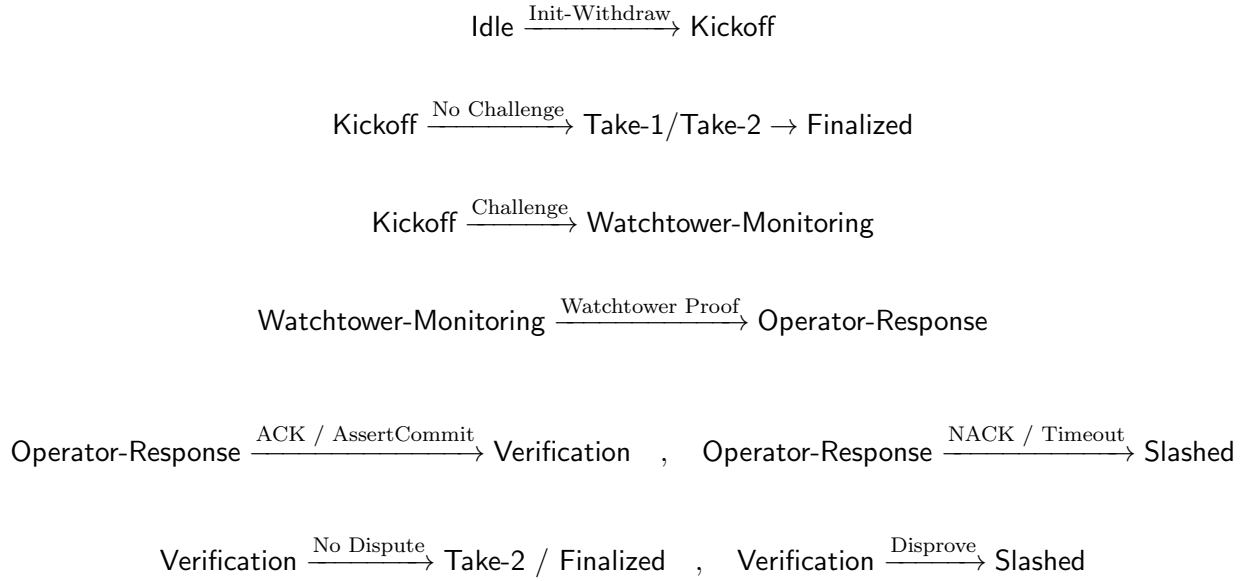 Idle Init-Withdraw⟶ Kickoff
Kickoff No Challenge⟶ Take-1/Take-2 → Finalized
Kickoff Challenge⟶ Watchtower-Monitoring
Watchtower-Monitoring Watchtower Proof⟶ Operator-Response
Operator-Response ACK / AssertCommit⟶ Verification , Operator-Response NACK / Timeout⟶ Slashed
Verification No Dispute⟶ Take-2 / Finalized , Verification Disprove⟶ Slashed